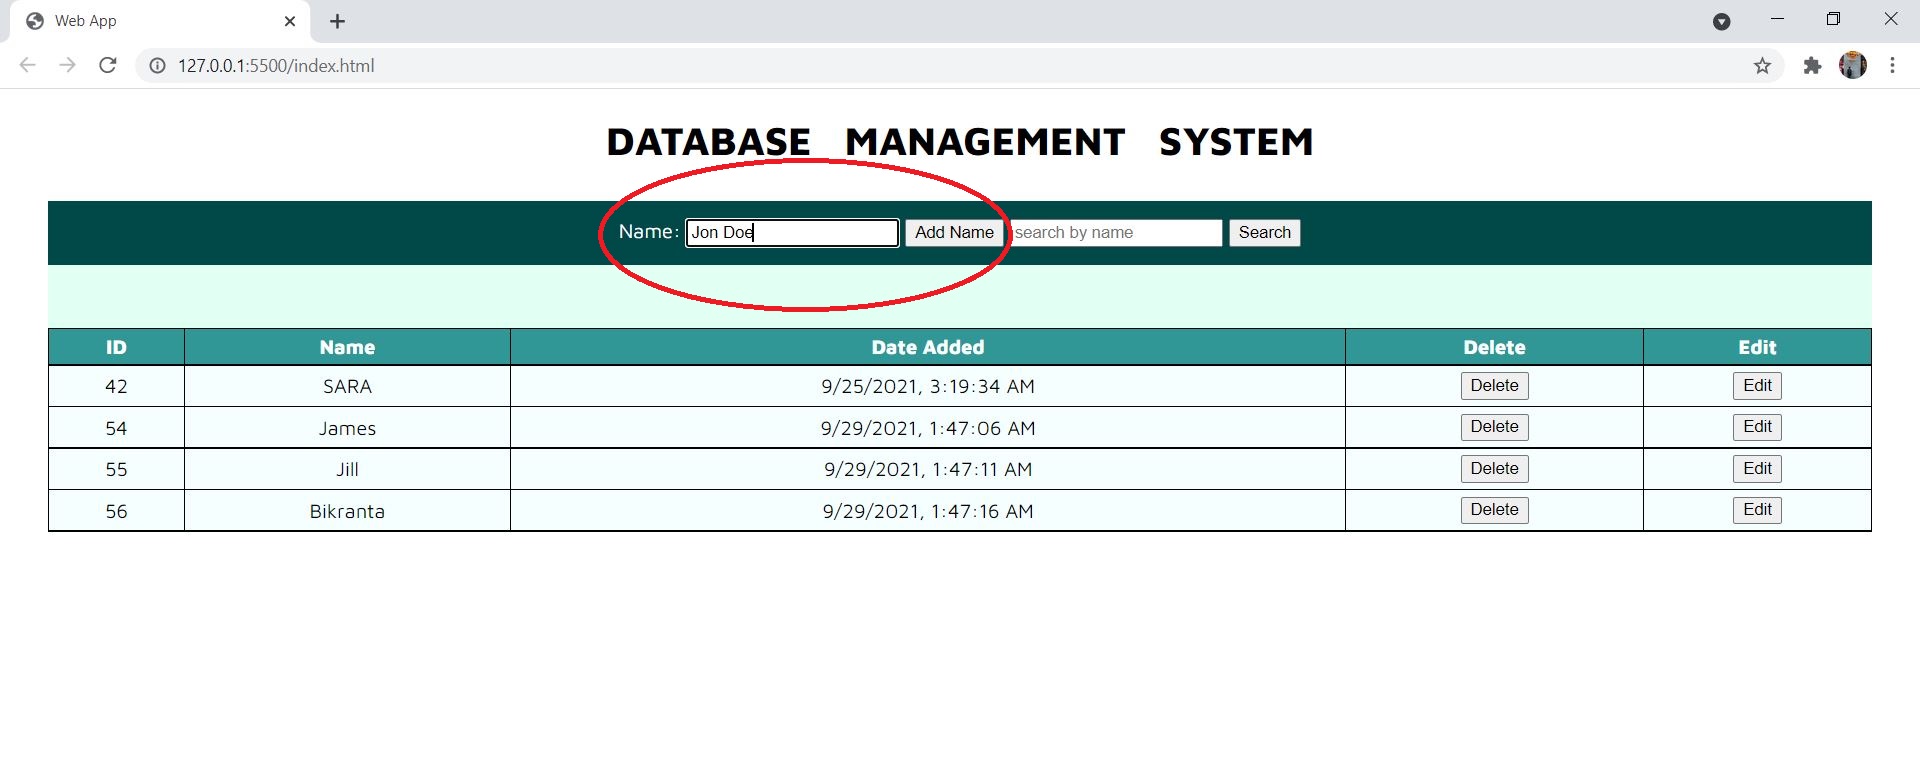 Web App
127.0.0.1:5500/index.html
DATABASE MANAGEMENT SYSTEM
Name: Jon Doe Add Name search by name Search
ID Name Date Added Delete Edit
42 SARA 9/25/2021, 3:19:34 AM Delete Edit
54 James 9/29/2021, 1:47:06 AM Delete Edit
55 Jill 9/29/2021, 1:47:11 AM Delete Edit
56 Bikranta 9/29/2021, 1:47:16 AM Delete Edit